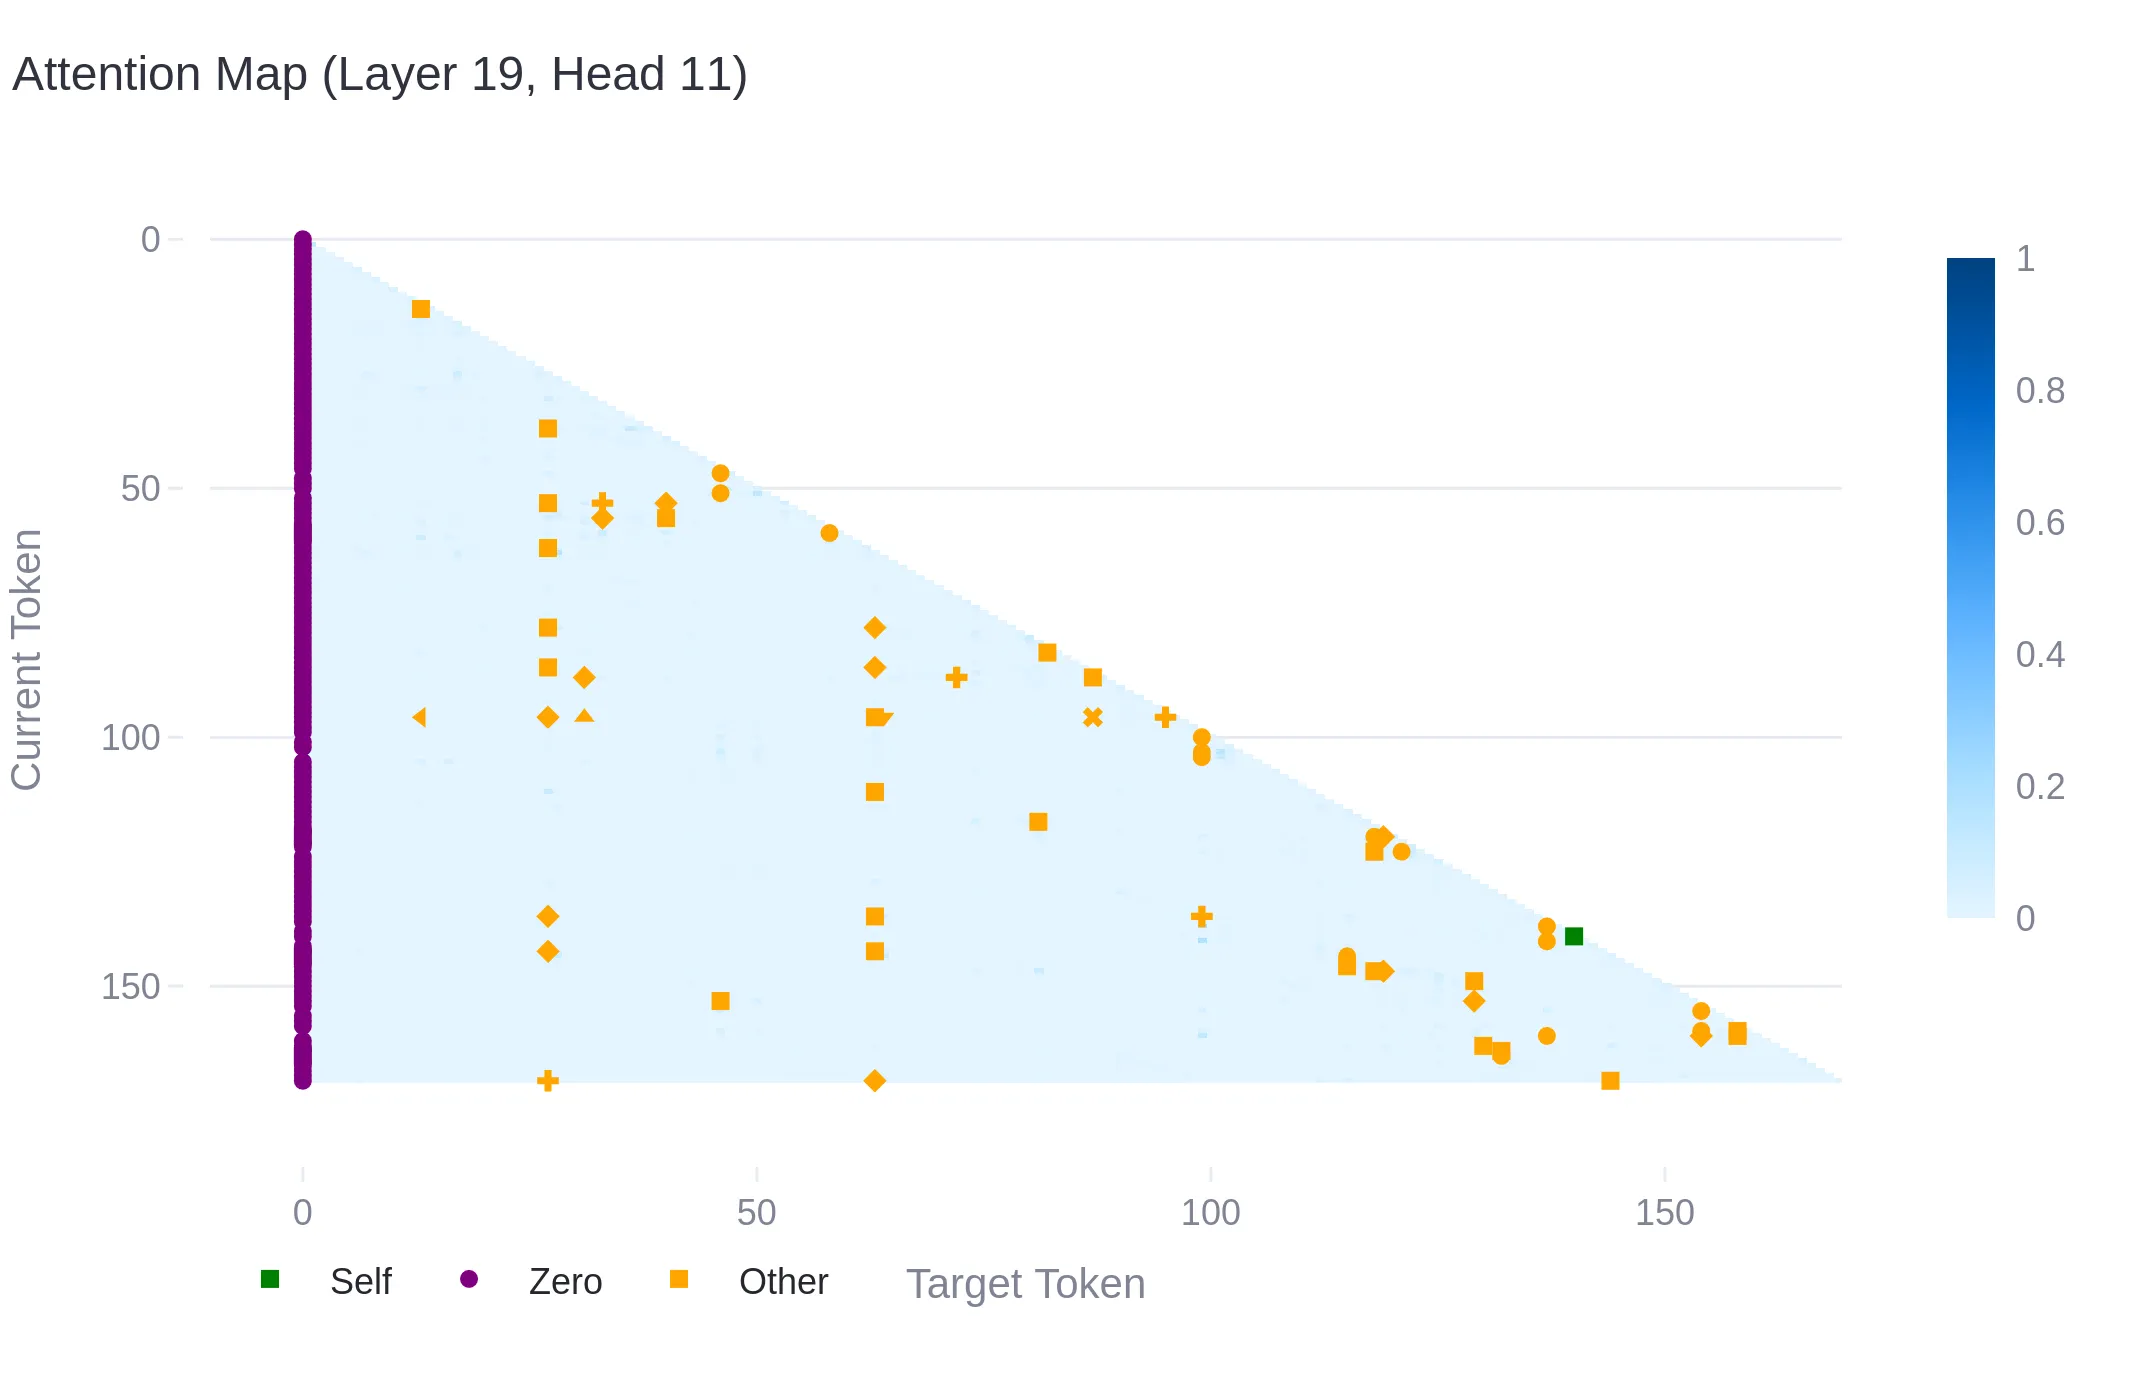 Attention Map (Layer 19, Head 11)
0
50
100
150
Current Token
1
0.8
0.6
0.4
0.2
0
0
50
100
150
Self
Zero
Other
Target Token